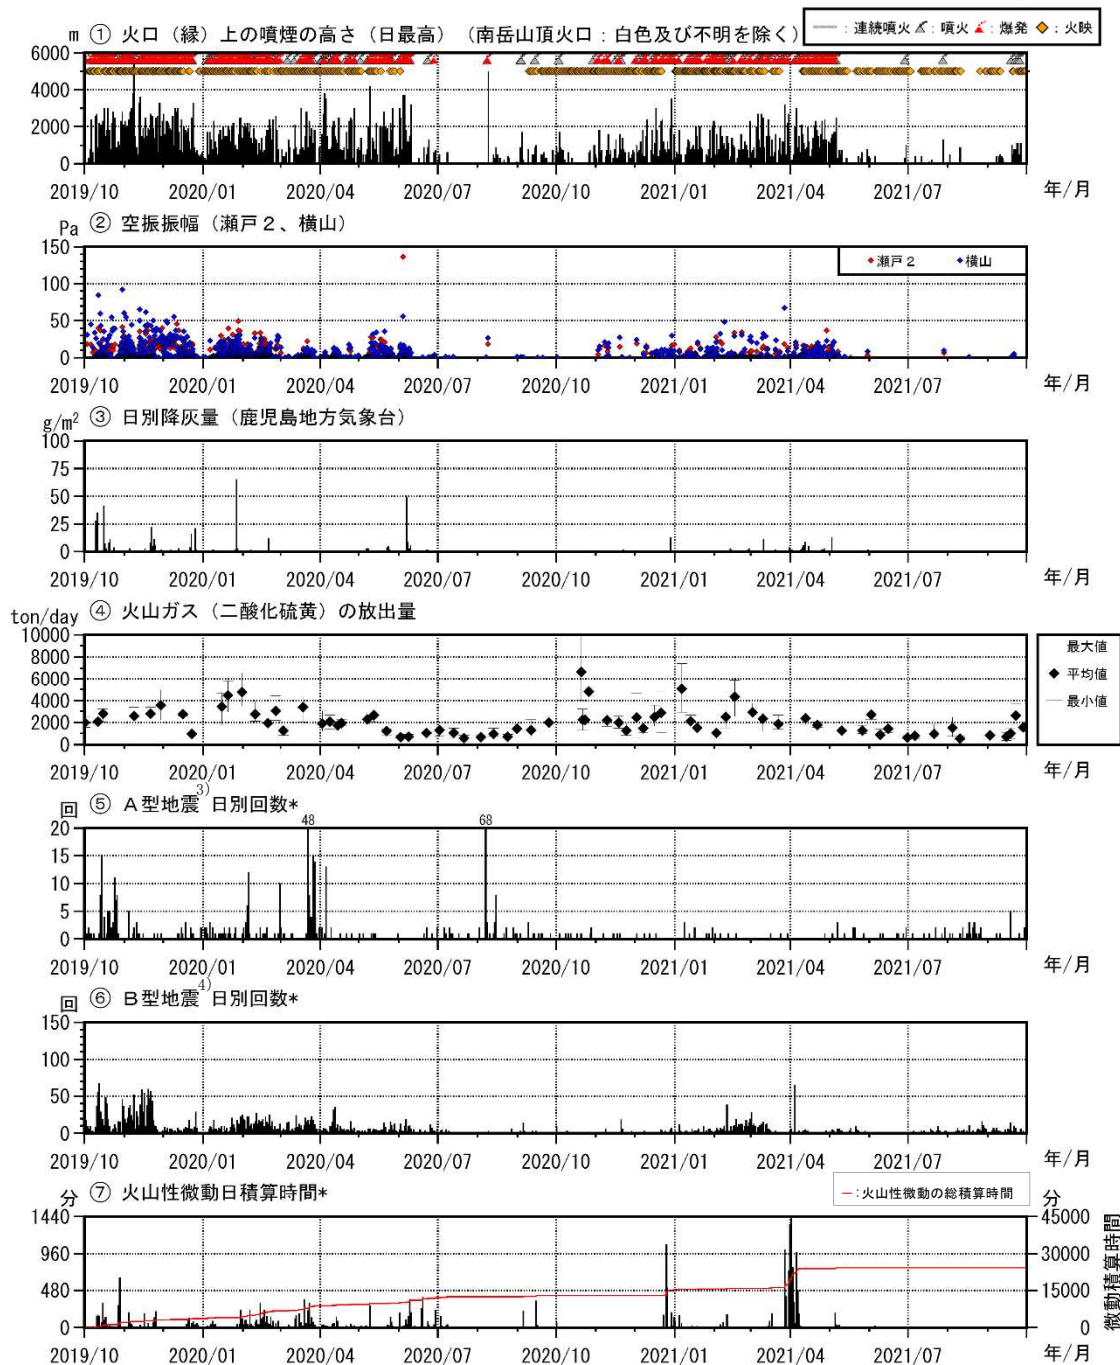 m ① 火口（縁）上の噴煙の高さ（日最高）（南岳山頂火口：白色及び不明を除く）
：連続噴火 ：噴火 ：爆発 ：火映
6000
4000
2000
0
2019/10 2020/01 2020/04 2020/07 2020/10 2021/01 2021/04 2021/07 年/月
Pa ② 空振振幅（瀬戸２、横山）
瀬戸２ 横山
150
100
50
0
2019/10 2020/01 2020/04 2020/07 2020/10 2021/01 2021/04 2021/07 年/月
g/m² ③ 日別降灰量（鹿児島地方気象台）
100
75
50
25
0
2019/10 2020/01 2020/04 2020/07 2020/10 2021/01 2021/04 2021/07 年/月
ton/day ④ 火山ガス（二酸化硫黄）の放出量
10000
8000
6000
4000
2000
0
最大値
平均値
最小値
2019/10 2020/01 2020/04 2020/07 2020/10 2021/01 2021/04 2021/07 年/月
回 ⑤ Ａ型地震3)日別回数*
48 68
20
15
10
5
0
2019/10 2020/01 2020/04 2020/07 2020/10 2021/01 2021/04 2021/07 年/月
回 ⑥ Ｂ型地震4)日別回数*
150
100
50
0
2019/10 2020/01 2020/04 2020/07 2020/10 2021/01 2021/04 2021/07 年/月
分 ⑦ 火山性微動日積算時間* 分
：火山性微動の総積算時間
1440 45000
960 30000
480 15000
0 0
微動積算時間
2019/10 2020/01 2020/04 2020/07 2020/10 2021/01 2021/04 2021/07 年/月